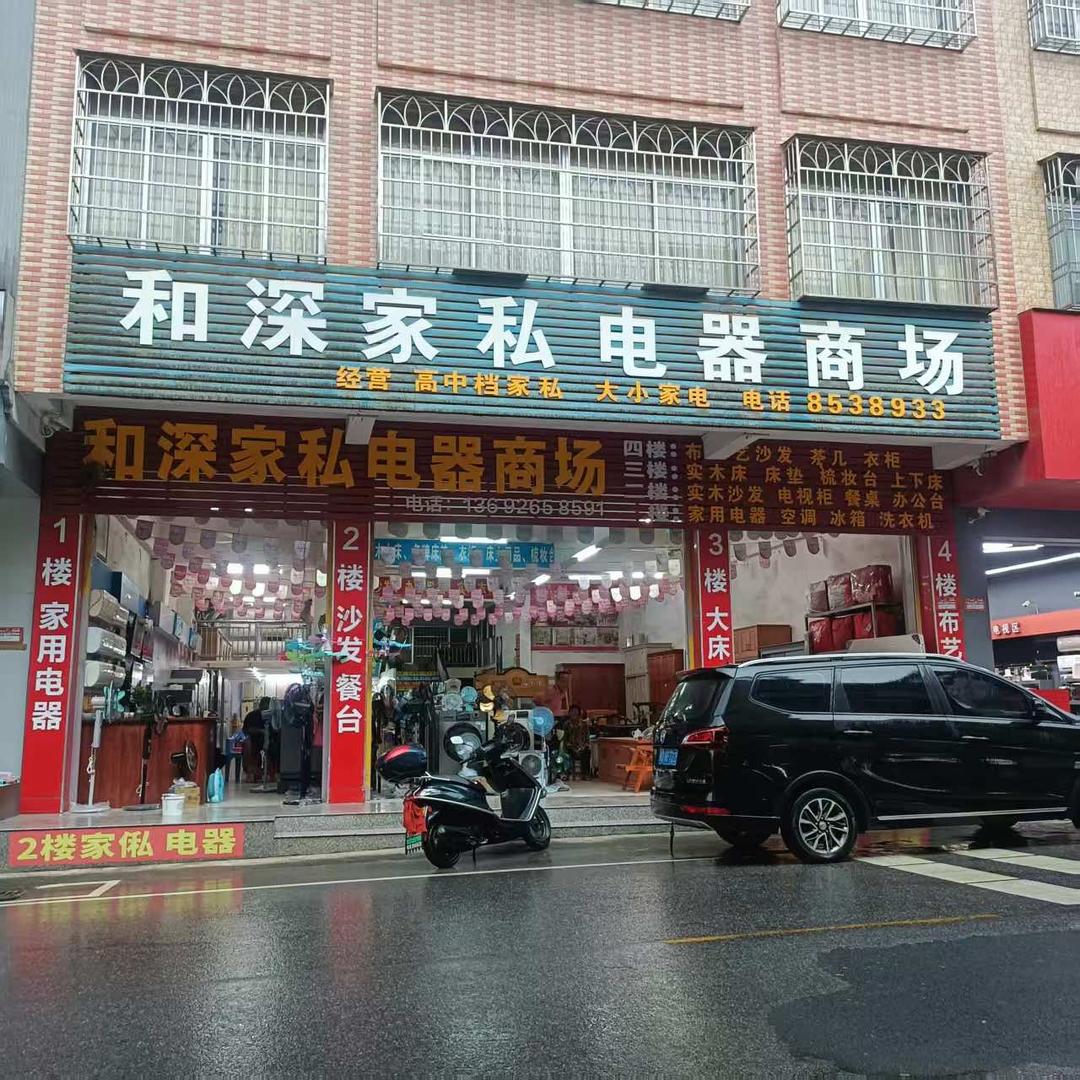 和深家私电器商场
经营 高中档家私 大小家电 电话 8538933
和深家私电器商场
电话：13692658591
四楼：布艺沙发 茶几 衣柜
三楼：实木床 床垫 梳妆台 上下床
二楼：实木沙发 电视柜 餐桌 办公台
一楼：家用电器 空调 冰箱 洗衣机
1楼 家用电器
2楼 沙发餐台
3楼 大床
4楼 布艺
电视区
2楼家俬 电器